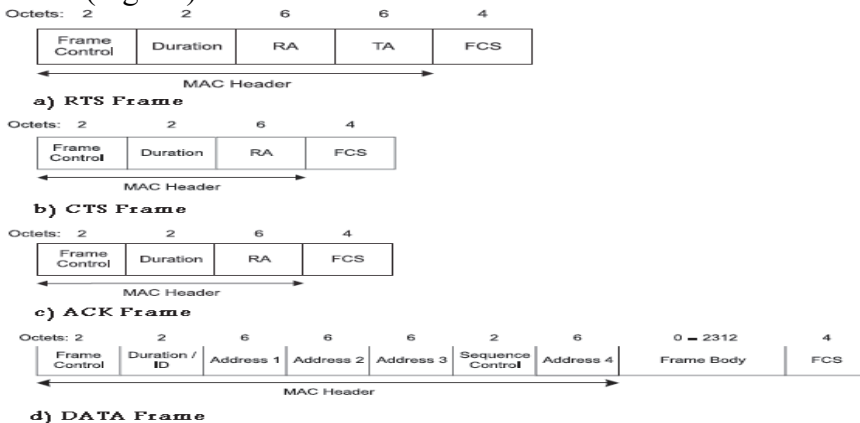 Octets: 2 2 6 6 4
Frame Control Duration RA TA FCS
MAC Header
a) RTS Frame
Octets: 2 2 6 4
Frame Control Duration RA FCS
MAC Header
b) CTS Frame
Octets: 2 2 6 4
Frame Control Duration RA FCS
MAC Header
c) ACK Frame
Octets: 2 2 6 6 6 2 6 0 – 2312 4
Frame Control Duration / ID Address 1 Address 2 Address 3 Sequence Control Address 4 Frame Body FCS
MAC Header
d) DATA Frame